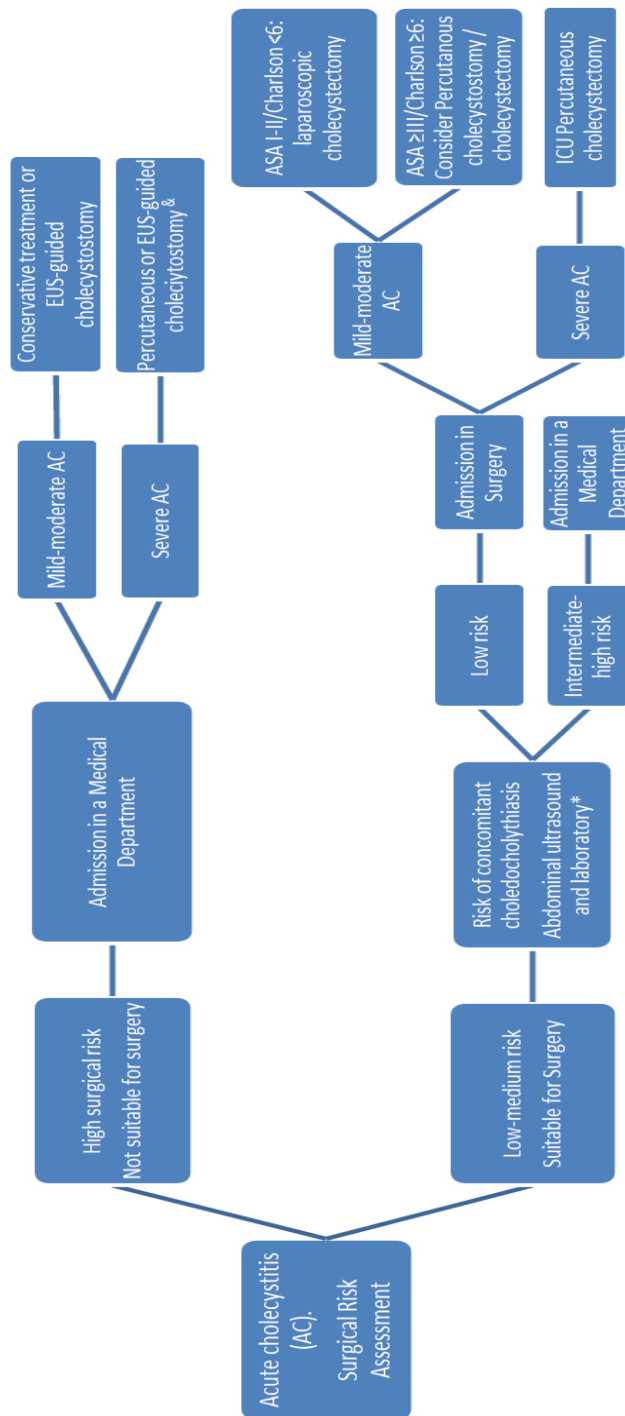 Acute cholecystitis
(AC).
Surgical Risk
Assessment
High surgical risk
Not suitable for surgery
Admission in a Medical
Department
Mild-moderate AC
Conservative treatment or
EUS-guided
cholecystostomy
Severe AC
Percutaneous or EUS-guided
choleciytostomy&
Low-medium risk
Suitable for Surgery
Risk of concomitant
choledocholythiasis
Abdominal ultrasound
and laboratory*
Low risk
Admission in
Surgery
Mild-moderate
AC
ASA I-II/Charlson <6:
laparoscopic
cholecystectomy
ASA ≥III/Charlson ≥6:
Consider Percutanous
cholecystostomy /
cholecystectomy
Severe AC
ICU Percutaneous
cholecystectomy
Intermediate-
high risk
Admission in a
Medical
Department